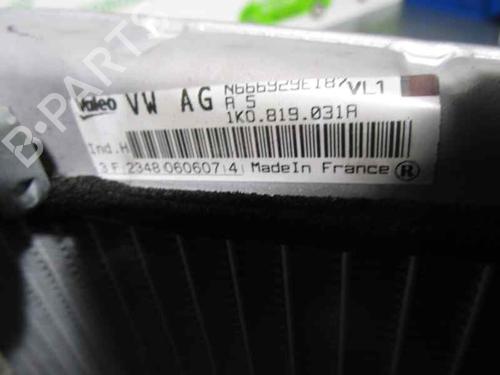 Valeo VW AG N666929E187 VL1
A 5
1K0.819.031A
Ind.H
3 F 2348 060607 4 MadeIn France R
B-PARTS